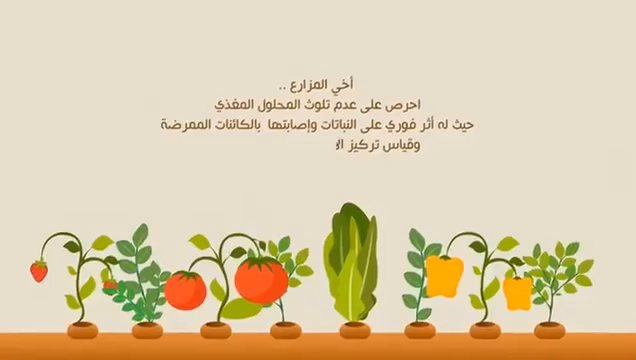 أخي المزارع ..
احرص على عدم تلوث المحلول المغذي
حيث له أثر فوري على النباتات وإصابتها بالكائنات الممرضة
وقياس تركيز الإ